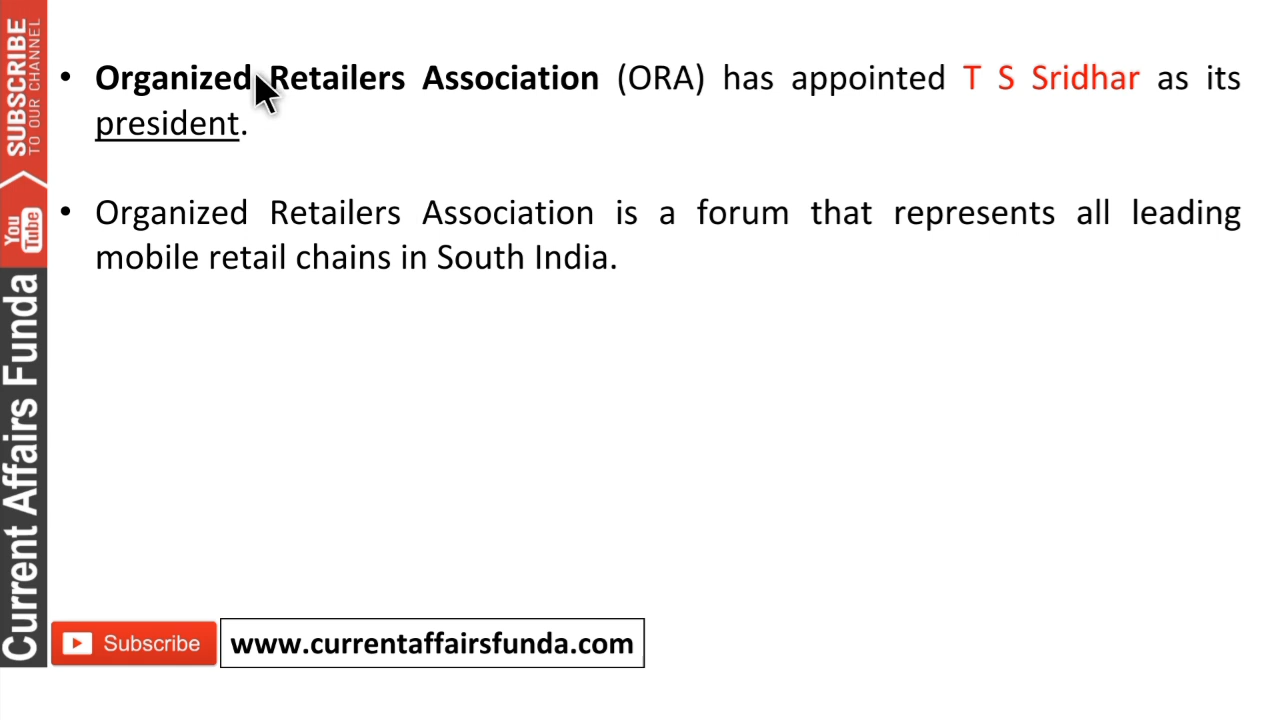 SUBSCRIBE
TO OUR CHANNEL
You
Tube
Current Affairs Funda
• Organized Retailers Association (ORA) has appointed T S Sridhar as its
president.
• Organized Retailers Association is a forum that represents all leading
mobile retail chains in South India.
Subscribe
www.currentaffairsfunda.com